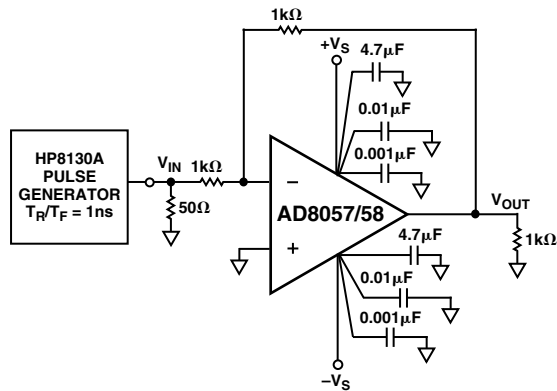 1kΩ
+VS
4.7µF
0.01µF
0.001µF
HP8130A
PULSE
GENERATOR
TR/TF = 1ns
VIN
1kΩ
50Ω
−
+
AD8057/58
VOUT
1kΩ
4.7µF
0.01µF
0.001µF
−VS